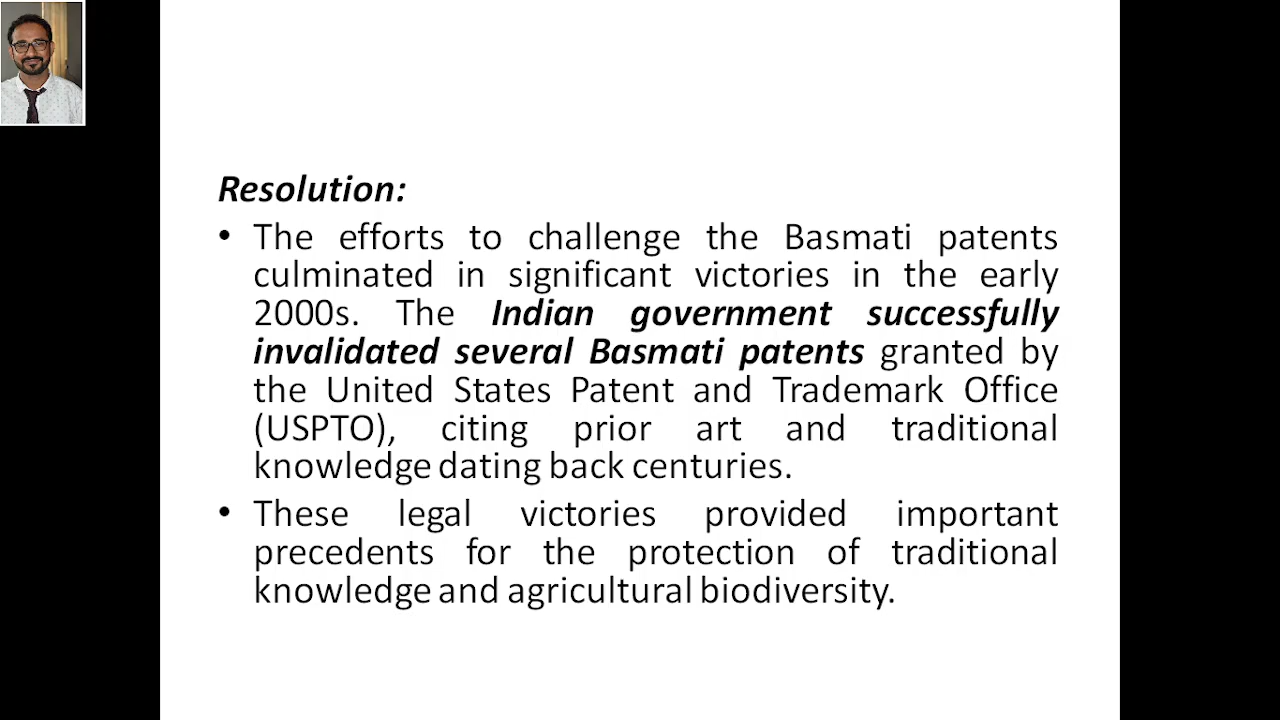 Resolution:
• The efforts to challenge the Basmati patents
culminated in significant victories in the early
2000s. The Indian government successfully
invalidated several Basmati patents granted by
the United States Patent and Trademark Office
(USPTO), citing prior art and traditional
knowledge dating back centuries.
• These legal victories provided important
precedents for the protection of traditional
knowledge and agricultural biodiversity.